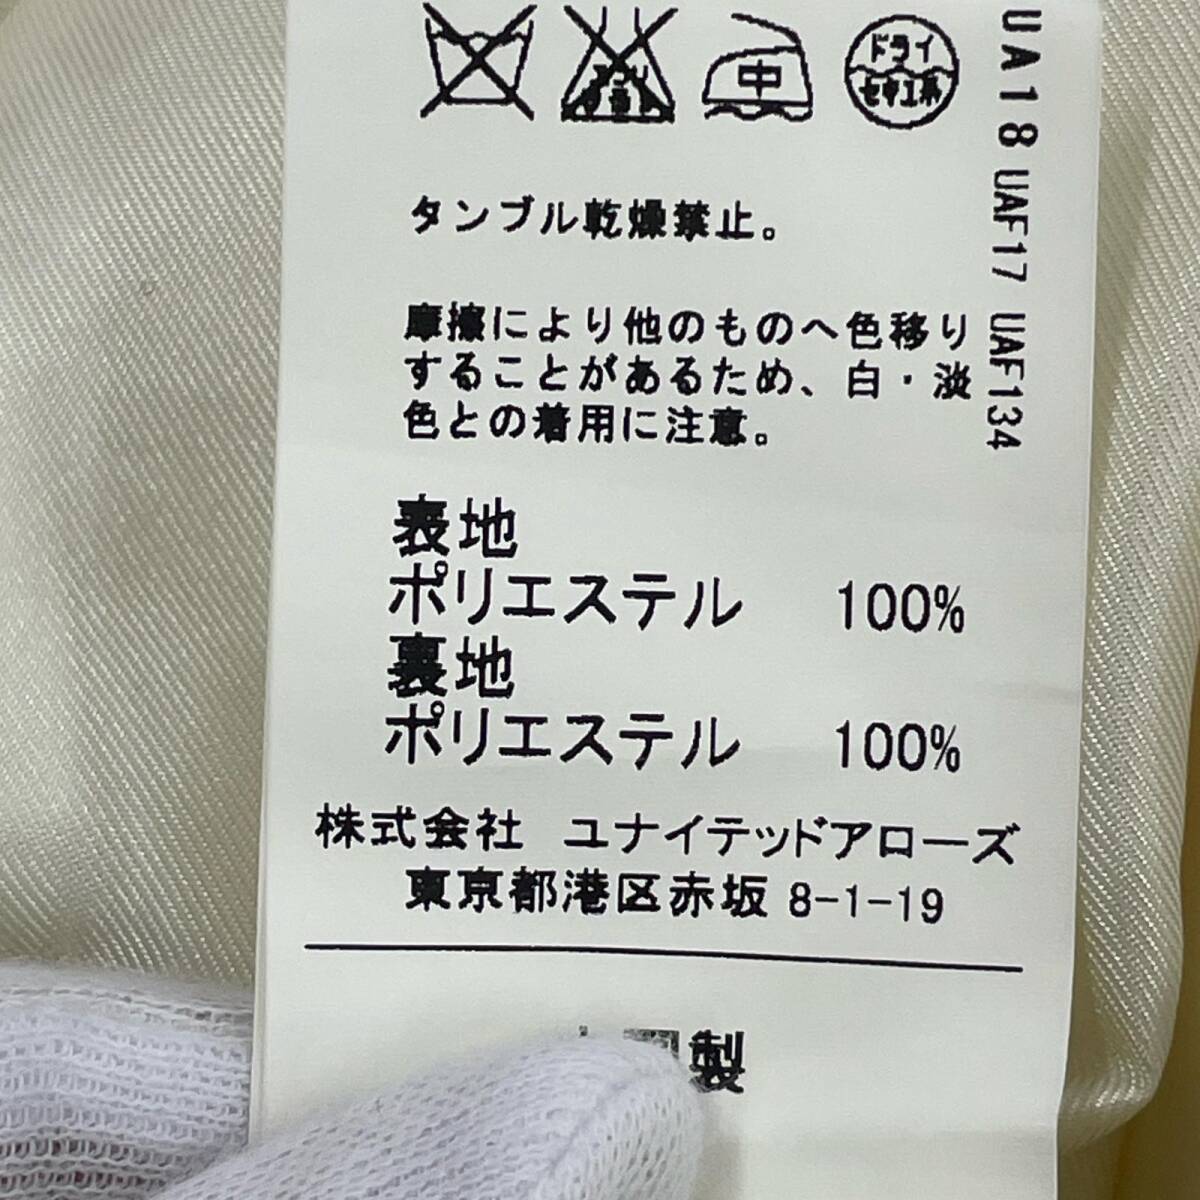 中
ドライ
セキユ系
UA18 UAF17 UAF134
タンブル乾燥禁止。
摩擦により他のものへ色移り
することがあるため、白・淡
色との着用に注意。
表地
ポリエステル 100%
裏地
ポリエステル 100%
株式会社 ユナイテッドアローズ
東京都港区赤坂 8-1-19
製